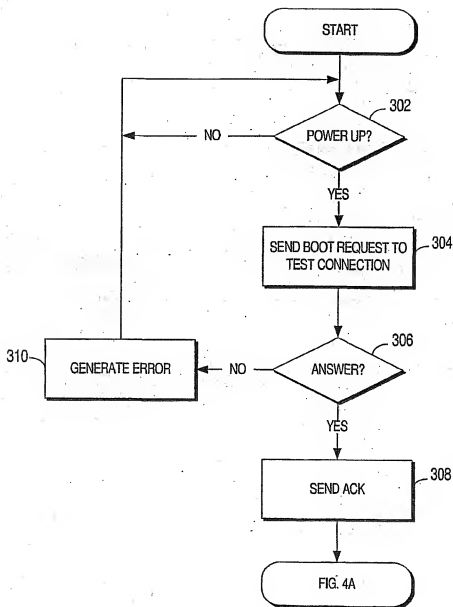 START
302
POWER UP?
NO
YES
SEND BOOT REQUEST TO
TEST CONNECTION
304
306
310
GENERATE ERROR
NO
ANSWER?
YES
308
SEND ACK
FIG. 4A